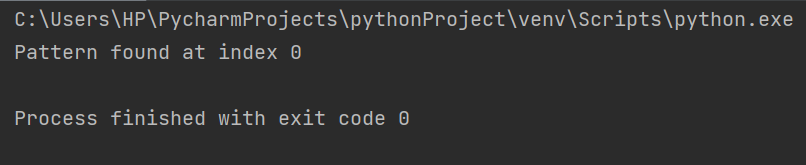 C:\Users\HP\PycharmProjects\pythonProject\venv\Scripts\python.exe
Pattern found at index 0
Process finished with exit code 0